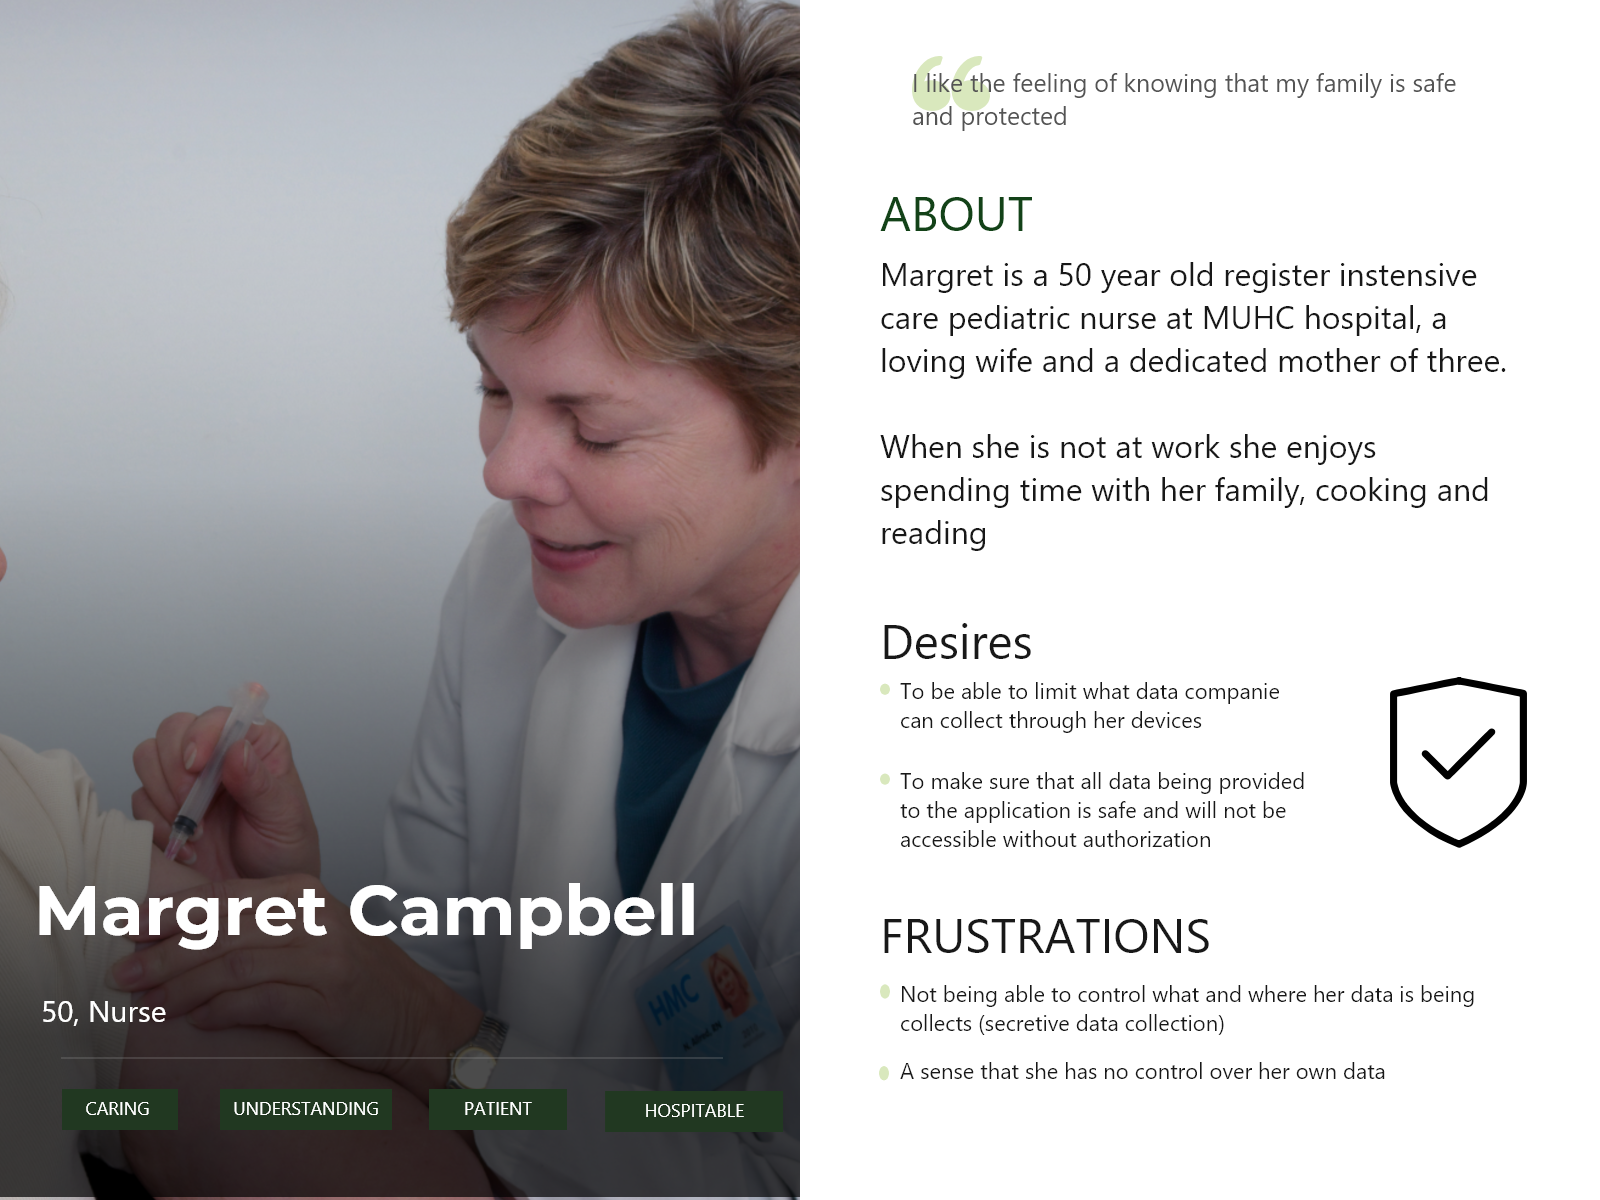 Margret Campbell
50, Nurse
CARING
UNDERSTANDING
PATIENT
HOSPITABLE
HMC
RN
“
I like the feeling of knowing that my family is safe
and protected
ABOUT
Margret is a 50 year old register instensive
care pediatric nurse at MUHC hospital, a
loving wife and a dedicated mother of three.
When she is not at work she enjoys
spending time with her family, cooking and
reading
Desires
To be able to limit what data companie
can collect through her devices
To make sure that all data being provided
to the application is safe and will not be
accessible without authorization
FRUSTRATIONS
Not being able to control what and where her data is being
collects (secretive data collection)
A sense that she has no control over her own data